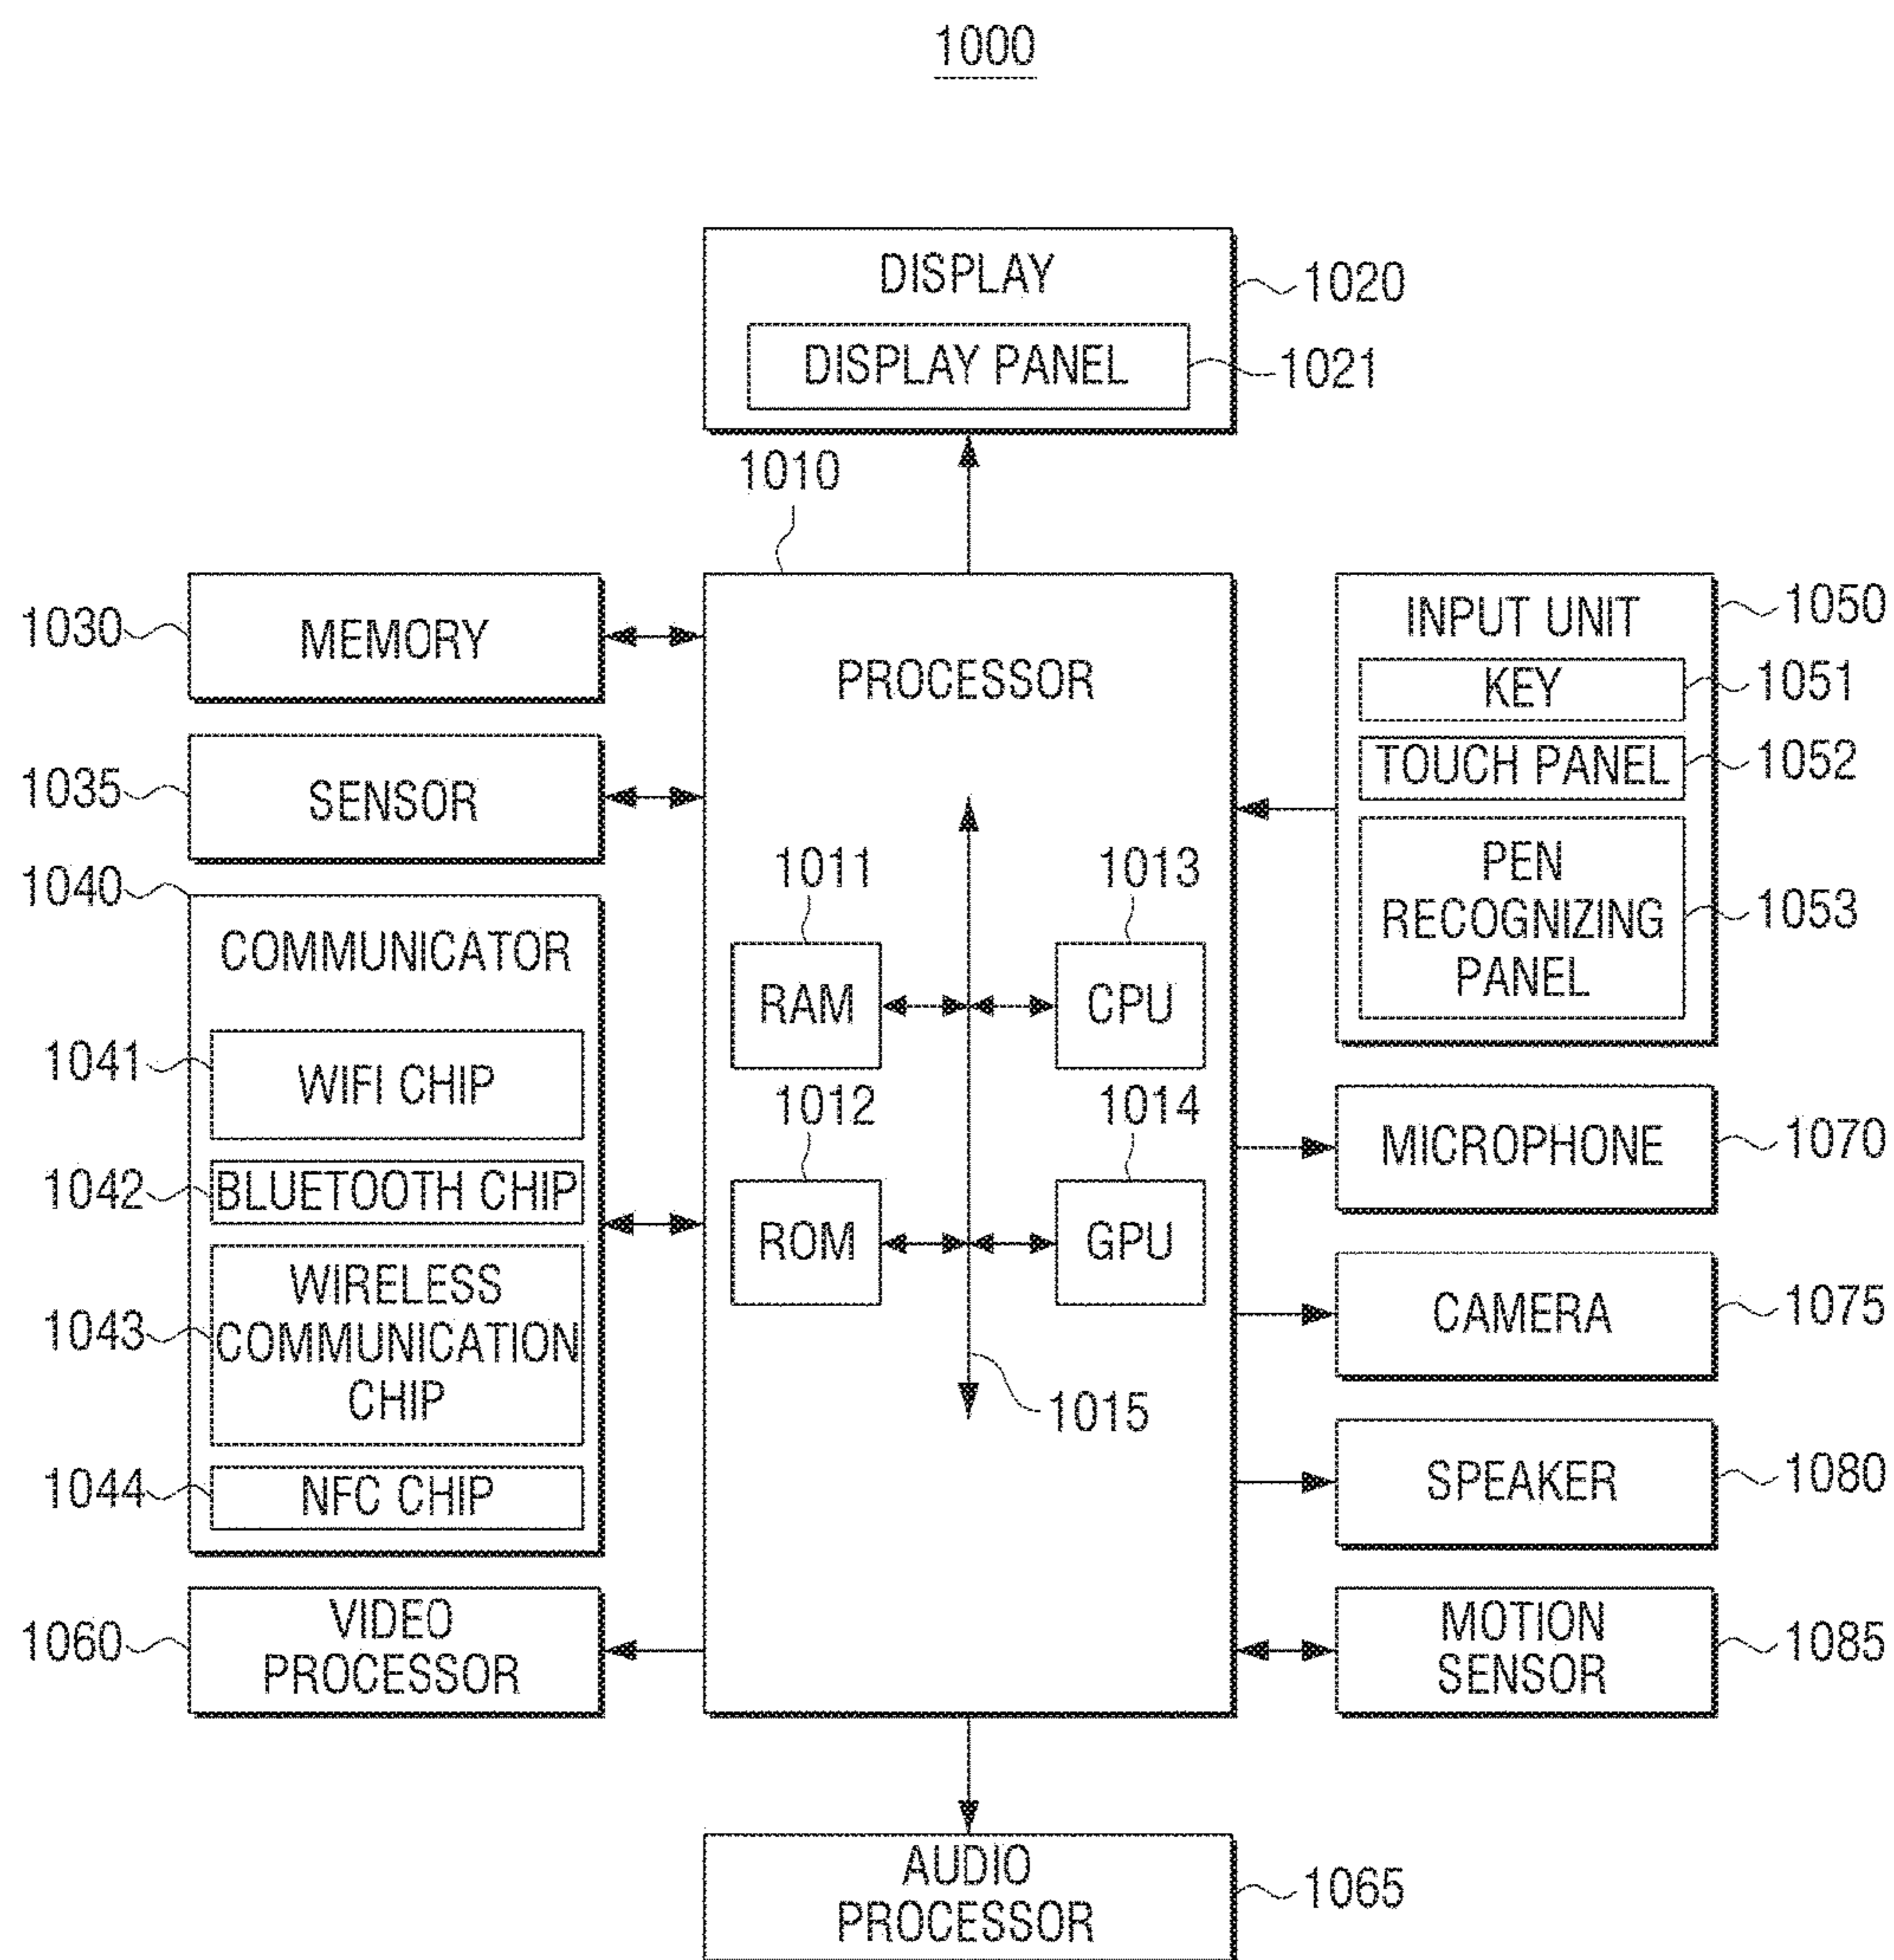 1000
DISPLAY
1020
DISPLAY PANEL
1021
1010
1030
MEMORY
1035
SENSOR
1040
COMMUNICATOR
1041
WIFI CHIP
1042
BLUETOOTH CHIP
1043
WIRELESS
COMMUNICATION
CHIP
1044
NFC CHIP
1060
VIDEO
PROCESSOR
PROCESSOR
1011
1013
RAM
CPU
1012
1014
ROM
GPU
1015
INPUT UNIT
1050
KEY
1051
TOUCH PANEL
1052
PEN
RECOGNIZING
PANEL
1053
MICROPHONE
1070
CAMERA
1075
SPEAKER
1080
MOTION
SENSOR
1085
AUDIO
PROCESSOR
1065